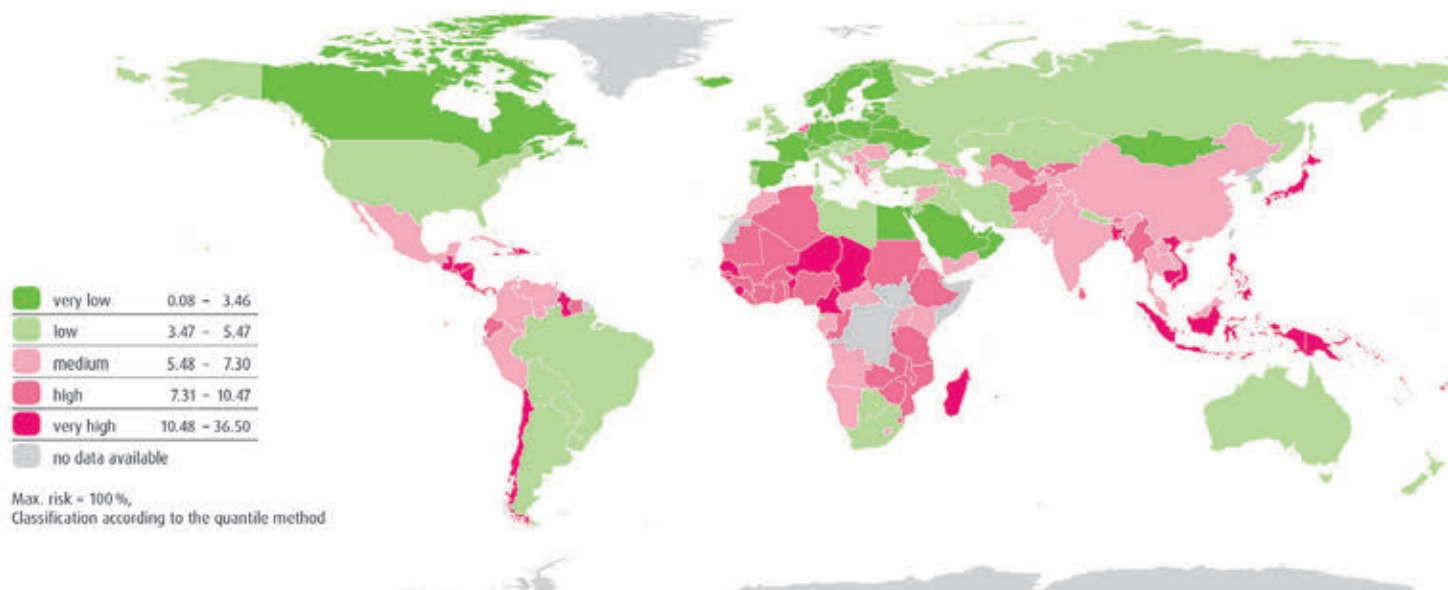 very low 0.08 – 3.46
low 3.47 – 5.47
medium 5.48 – 7.30
high 7.31 – 10.47
very high 10.48 – 36.50
no data available
Max. risk = 100 %,
Classification according to the quantile method